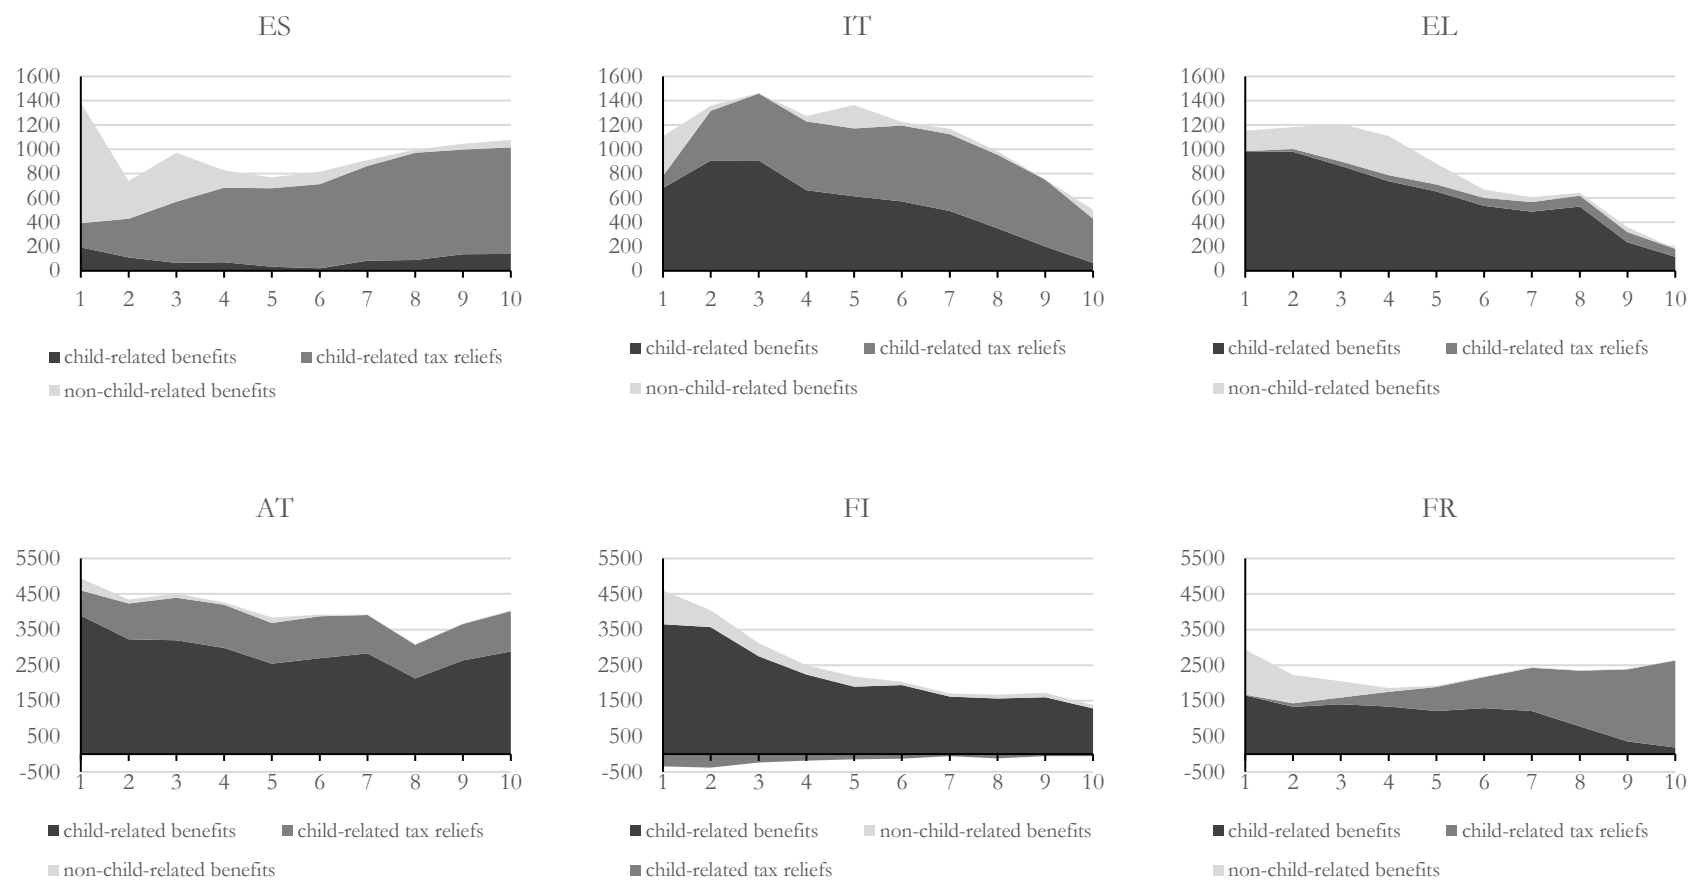 ES
IT
EL
1600
1400
1200
1000
800
600
400
200
0
1 2 3 4 5 6 7 8 9 10
child-related benefits child-related tax reliefs
non-child-related benefits
1600
1400
1200
1000
800
600
400
200
0
1 2 3 4 5 6 7 8 9 10
child-related benefits child-related tax reliefs
non-child-related benefits
1600
1400
1200
1000
800
600
400
200
0
1 2 3 4 5 6 7 8 9 10
child-related benefits child-related tax reliefs
non-child-related benefits
AT
FI
FR
5500
4500
3500
2500
1500
500
-500
1 2 3 4 5 6 7 8 9 10
child-related benefits child-related tax reliefs
non-child-related benefits
5500
4500
3500
2500
1500
500
-500
1 2 3 4 5 6 7 8 9 10
child-related benefits non-child-related benefits
child-related tax reliefs
5500
4500
3500
2500
1500
500
-500
1 2 3 4 5 6 7 8 9 10
child-related benefits child-related tax reliefs
non-child-related benefits